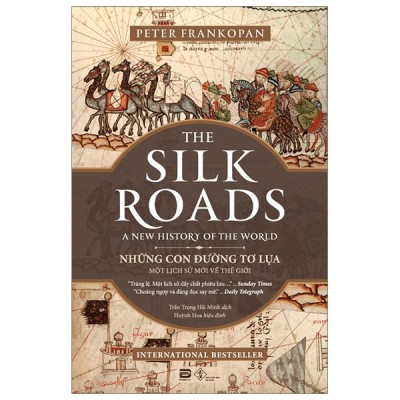 PETER FRANKOPAN
THE
SILK
ROADS
A NEW HISTORY OF THE WORLD
NHỮNG CON ĐƯỜNG TƠ LỤA
MỘT LỊCH SỬ MỚI VỀ THẾ GIỚI
"Tráng lệ. Một lịch sử đầy chất phiêu lưu..." .. Sunday Times
"Choáng ngợp và đáng đọc say mê". .. Daily Telegraph
Trần Trọng Hải Minh dịch
Huỳnh Hoa hiệu đính
INTERNATIONAL BESTSELLER